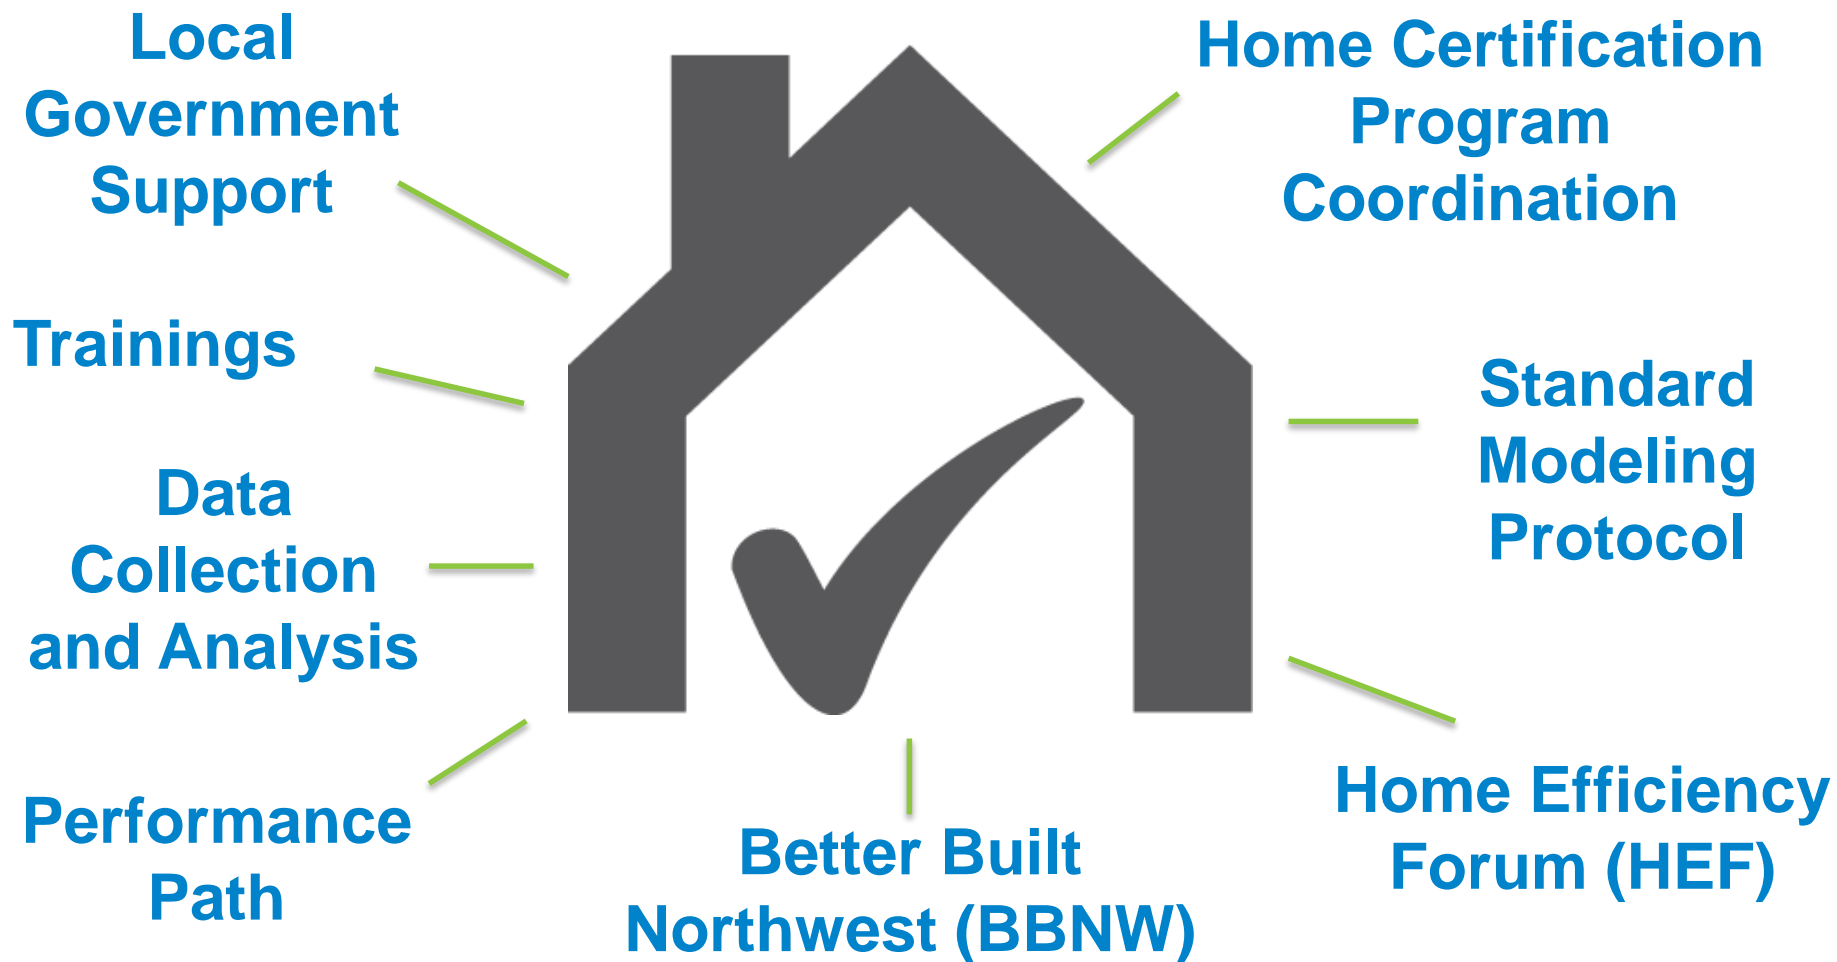 Local
Government
Support
Home Certification
Program
Coordination
Trainings
Standard
Modeling
Protocol
Data
Collection
and Analysis
Performance
Path
Better Built
Northwest (BBNW)
Home Efficiency
Forum (HEF)